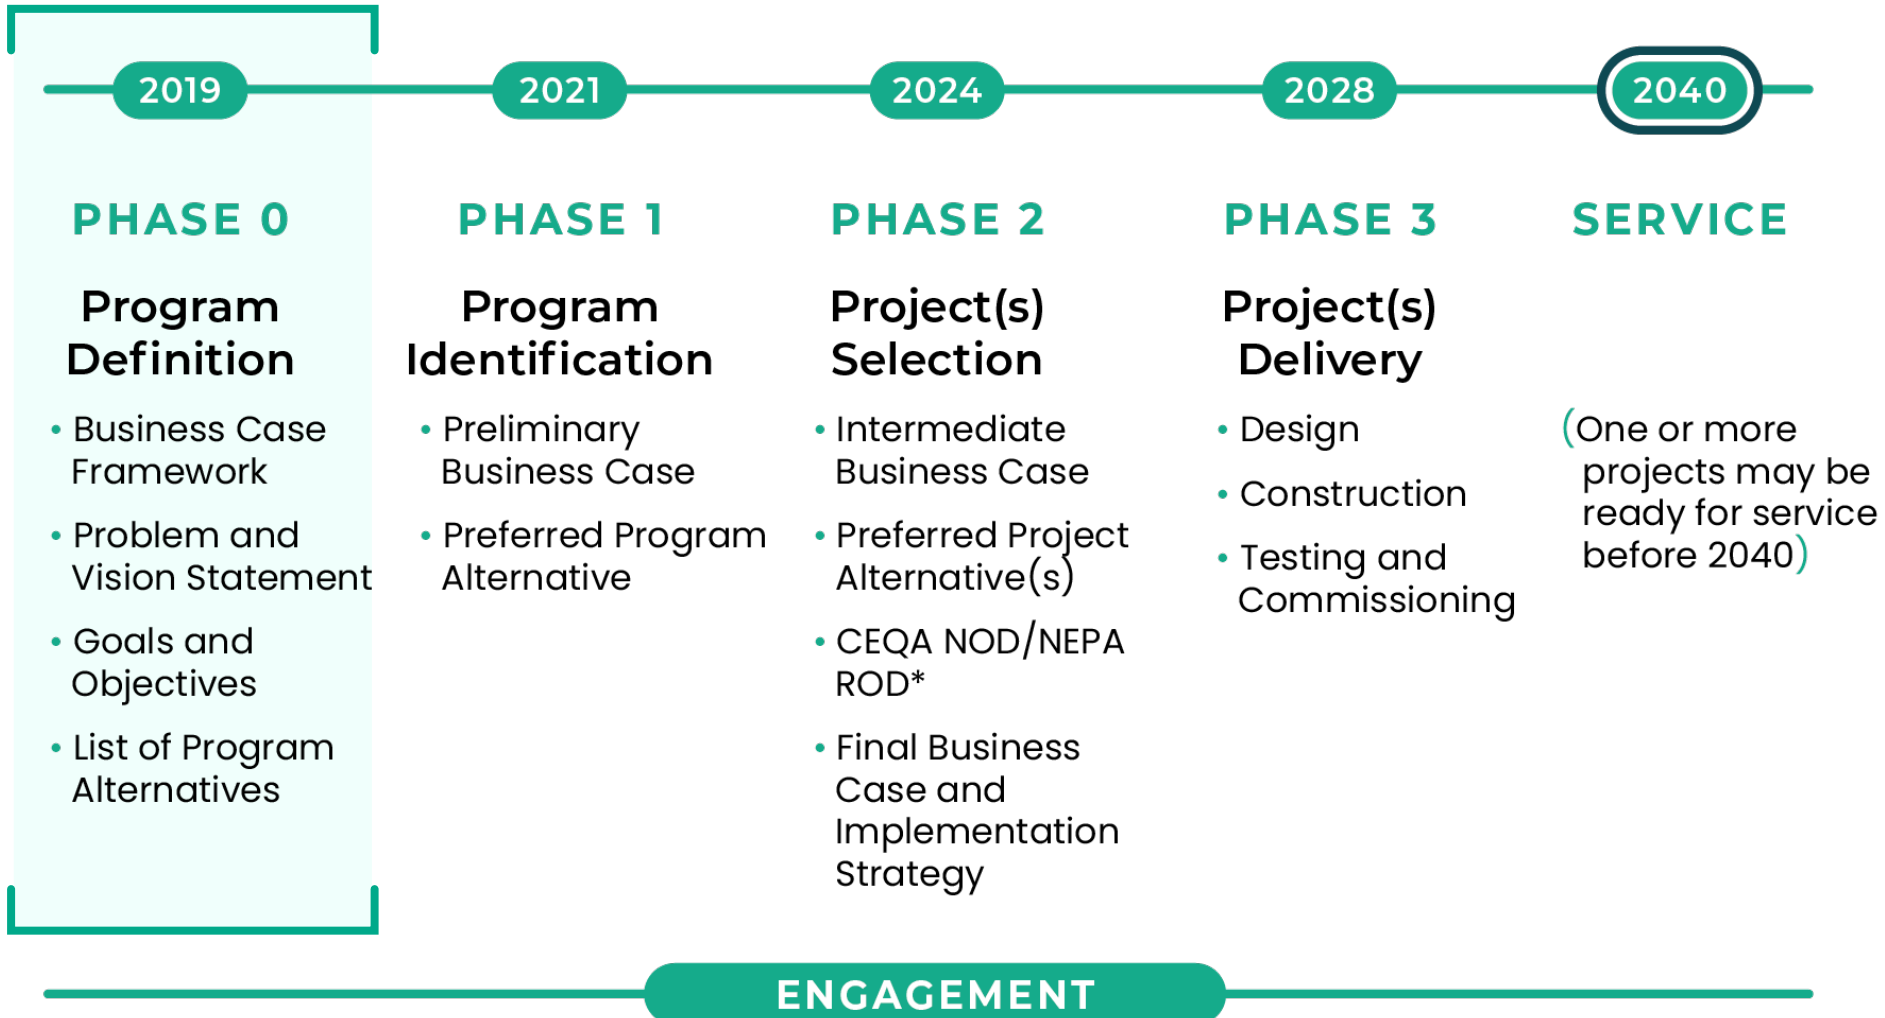 2019
2021
2024
2028
2040
PHASE 0
Program
Definition
• Business Case
Framework
• Problem and
Vision Statement
• Goals and
Objectives
• List of Program
Alternatives
PHASE 1
Program
Identification
• Preliminary
Business Case
• Preferred Program
Alternative
PHASE 2
Project(s)
Selection
• Intermediate
Business Case
• Preferred Project
Alternative(s)
• CEQA NOD/NEPA
ROD*
• Final Business
Case and
Implementation
Strategy
PHASE 3
Project(s)
Delivery
• Design
• Construction
• Testing and
Commissioning
SERVICE
(One or more
projects may be
ready for service
before 2040)
ENGAGEMENT